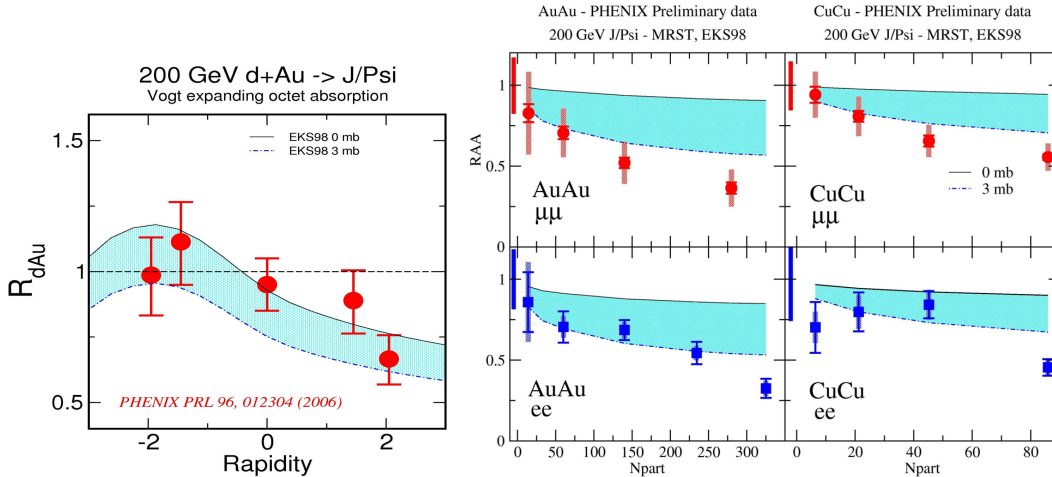 200 GeV d+Au -> J/Psi
Vogt expanding octet absorption
EKS98 0 mb
EKS98 3 mb
1.5
1
0.5
R_dAu
PHENIX PRL 96, 012304 (2006)
-2
0
2
Rapidity
AuAu - PHENIX Preliminary data
200 GeV J/Psi - MRST, EKS98
CuCu - PHENIX Preliminary data
200 GeV J/Psi - MRST, EKS98
1
0.5
0
RAA
AuAu
μμ
CuCu
μμ
0 mb
3 mb
1
0.5
0
AuAu
ee
CuCu
ee
0 50 100 150 200 250 300
Npart
0 20 40 60 80
Npart